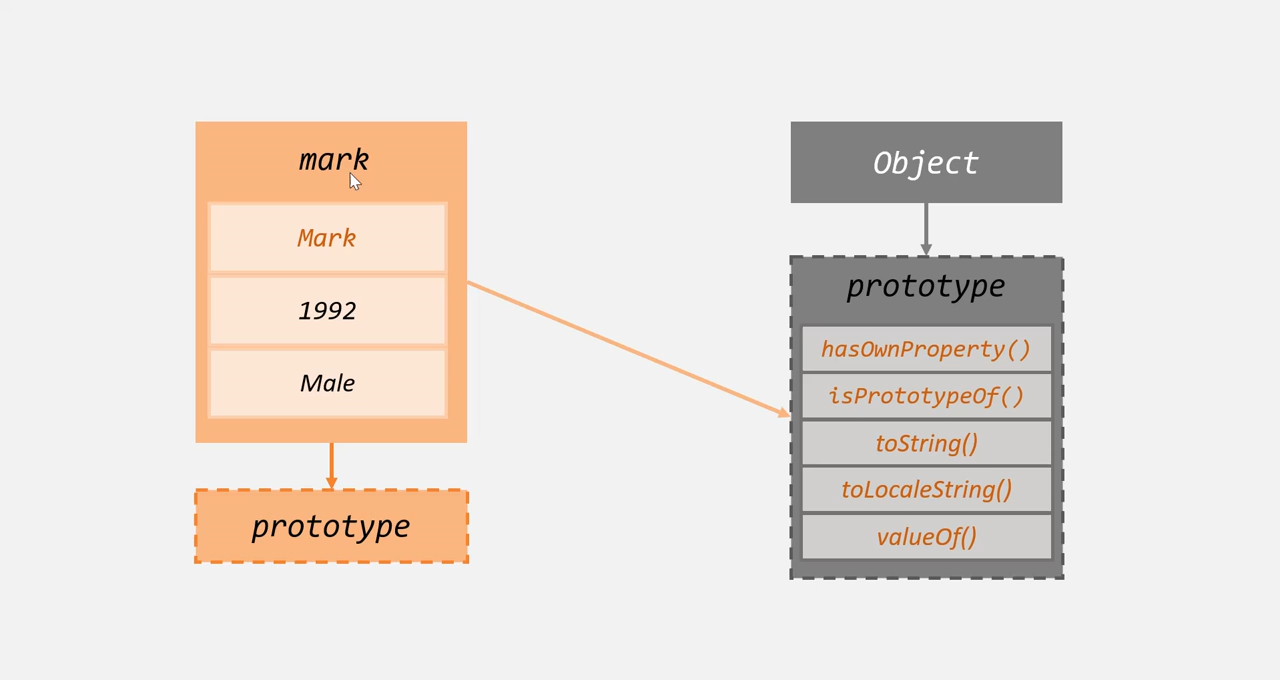 mark
Mark
1992
Male
prototype
Object
prototype
hasOwnProperty()
isPrototypeOf()
toString()
toLocaleString()
valueOf()